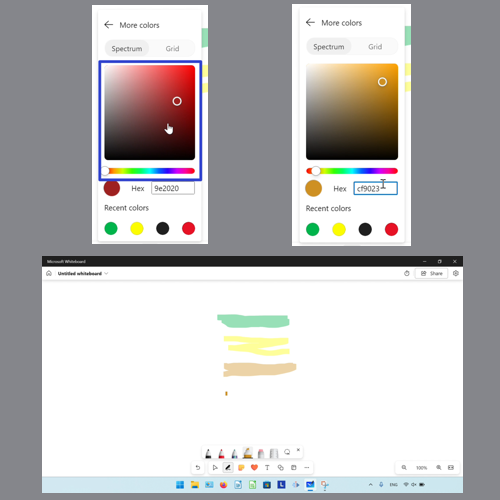 More colors
Spectrum Grid
Hex 9e2020
Recent colors
More colors
Spectrum Grid
Hex cf9023
Recent colors
Microsoft Whiteboard
Untitled whiteboard
Share
T
100%
ENG